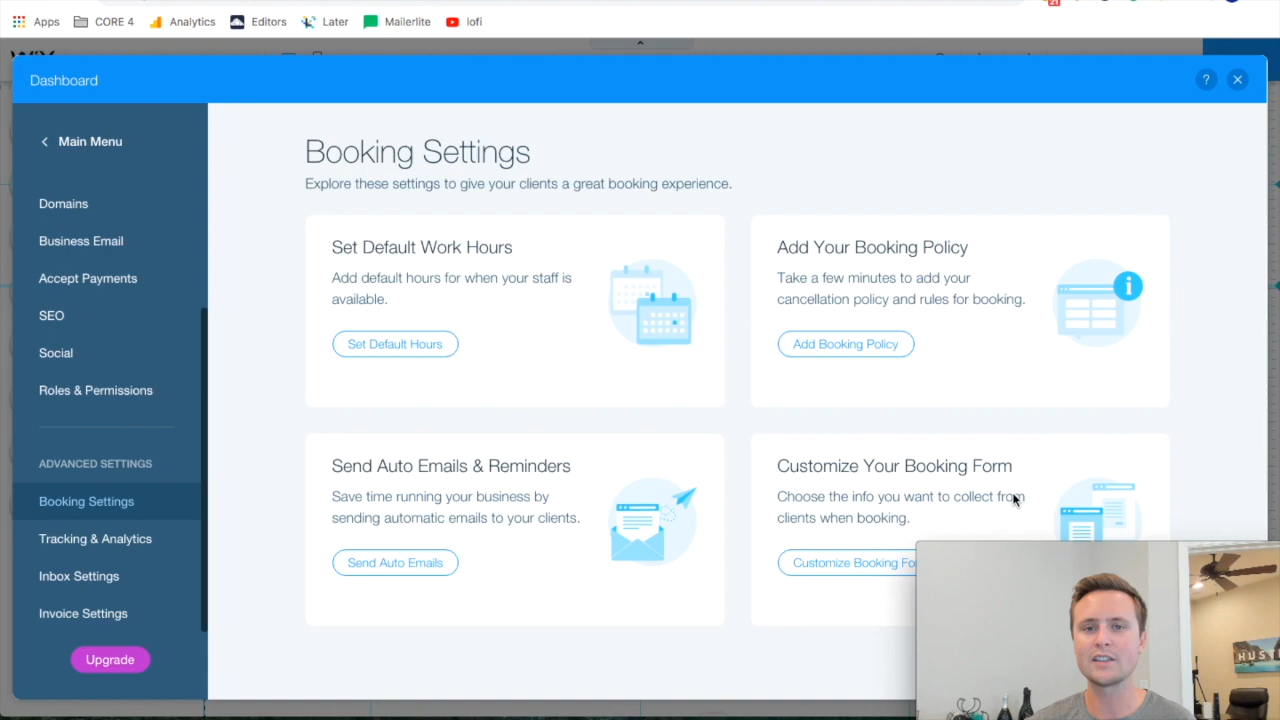 21
Apps
CORE 4
Analytics
Editors
Later
Mailerlite
lofi
Dashboard
?
Main Menu
Domains
Business Email
Accept Payments
SEO
Social
Roles & Permissions
ADVANCED SETTINGS
Booking Settings
Tracking & Analytics
Inbox Settings
Invoice Settings
Upgrade
Booking Settings
Explore these settings to give your clients a great booking experience.
Set Default Work Hours
Add default hours for when your staff is
available.
Set Default Hours
Add Your Booking Policy
Take a few minutes to add your
cancellation policy and rules for booking.
Add Booking Policy
Send Auto Emails & Reminders
Save time running your business by
sending automatic emails to your clients.
Send Auto Emails
Customize Your Booking Form
Choose the info you want to collect from
clients when booking.
Customize Booking Fo
HUST